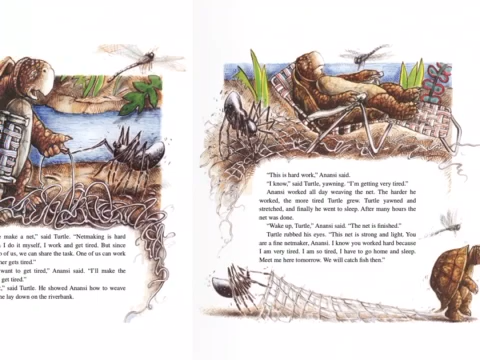 e make a net," said Turtle. "Netmaking is hard
I do it myself, I work and get tired. But since
o of us, we can share the task. One of us can work
her gets tired."
want to get tired," Anansi said. "I'll make the
get tired."
," said Turtle. He showed Anansi how to weave
he lay down on the riverbank.
"This is hard work," Anansi said.
"I know," said Turtle, yawning. "I'm getting very tired."
Anansi worked all day weaving the net. The harder he
worked, the more tired Turtle grew. Turtle yawned and
stretched, and finally he went to sleep. After many hours the
net was done.
"Wake up, Turtle," Anansi said. "The net is finished."
Turtle rubbed his eyes. "This net is strong and light. You
are a fine netmaker, Anansi. I know you worked hard because
I am very tired. I am so tired, I have to go home and sleep.
Meet me here tomorrow. We will catch fish then."